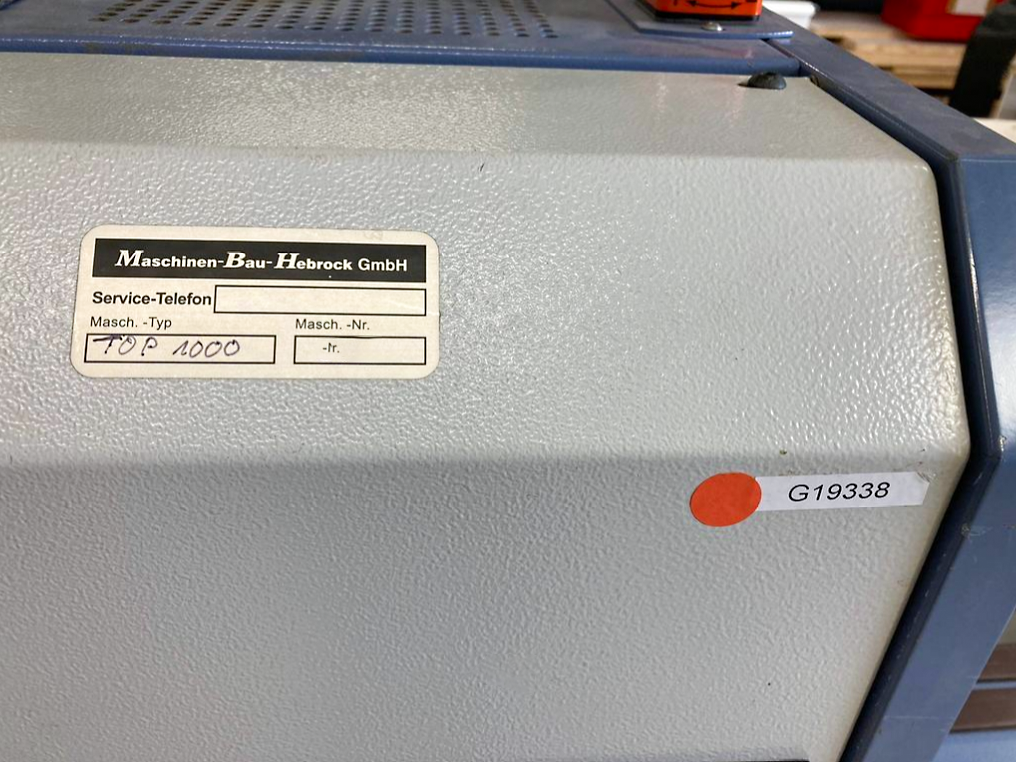 Maschinen-Bau-Hebrock GmbH
Service-Telefon
Masch. -Typ Masch. -Nr.
TOP 1000
G19338